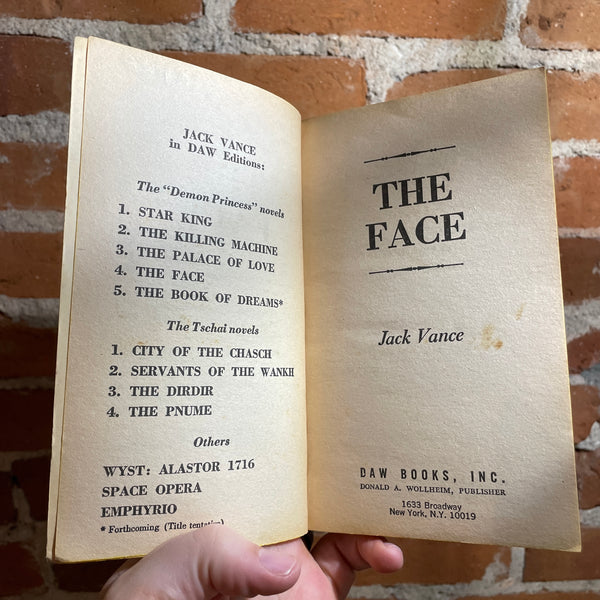 JACK VANCE
in DAW Editions:
The "Demon Princess" novels
1. STAR KING
2. THE KILLING MACHINE
3. THE PALACE OF LOVE
4. THE FACE
5. THE BOOK OF DREAMS*
The Tschai novels
1. CITY OF THE CHASCH
2. SERVANTS OF THE WANKH
3. THE DIRDIR
4. THE PNUME
Others
WYST: ALASTOR 1716
SPACE OPERA
EMPHYRIO
* Forthcoming (Title tentative)
THE
FACE
Jack Vance
DAW BOOKS, INC.
DONALD A. WOLLHEIM, PUBLISHER
1633 Broadway
New York, N.Y. 10019